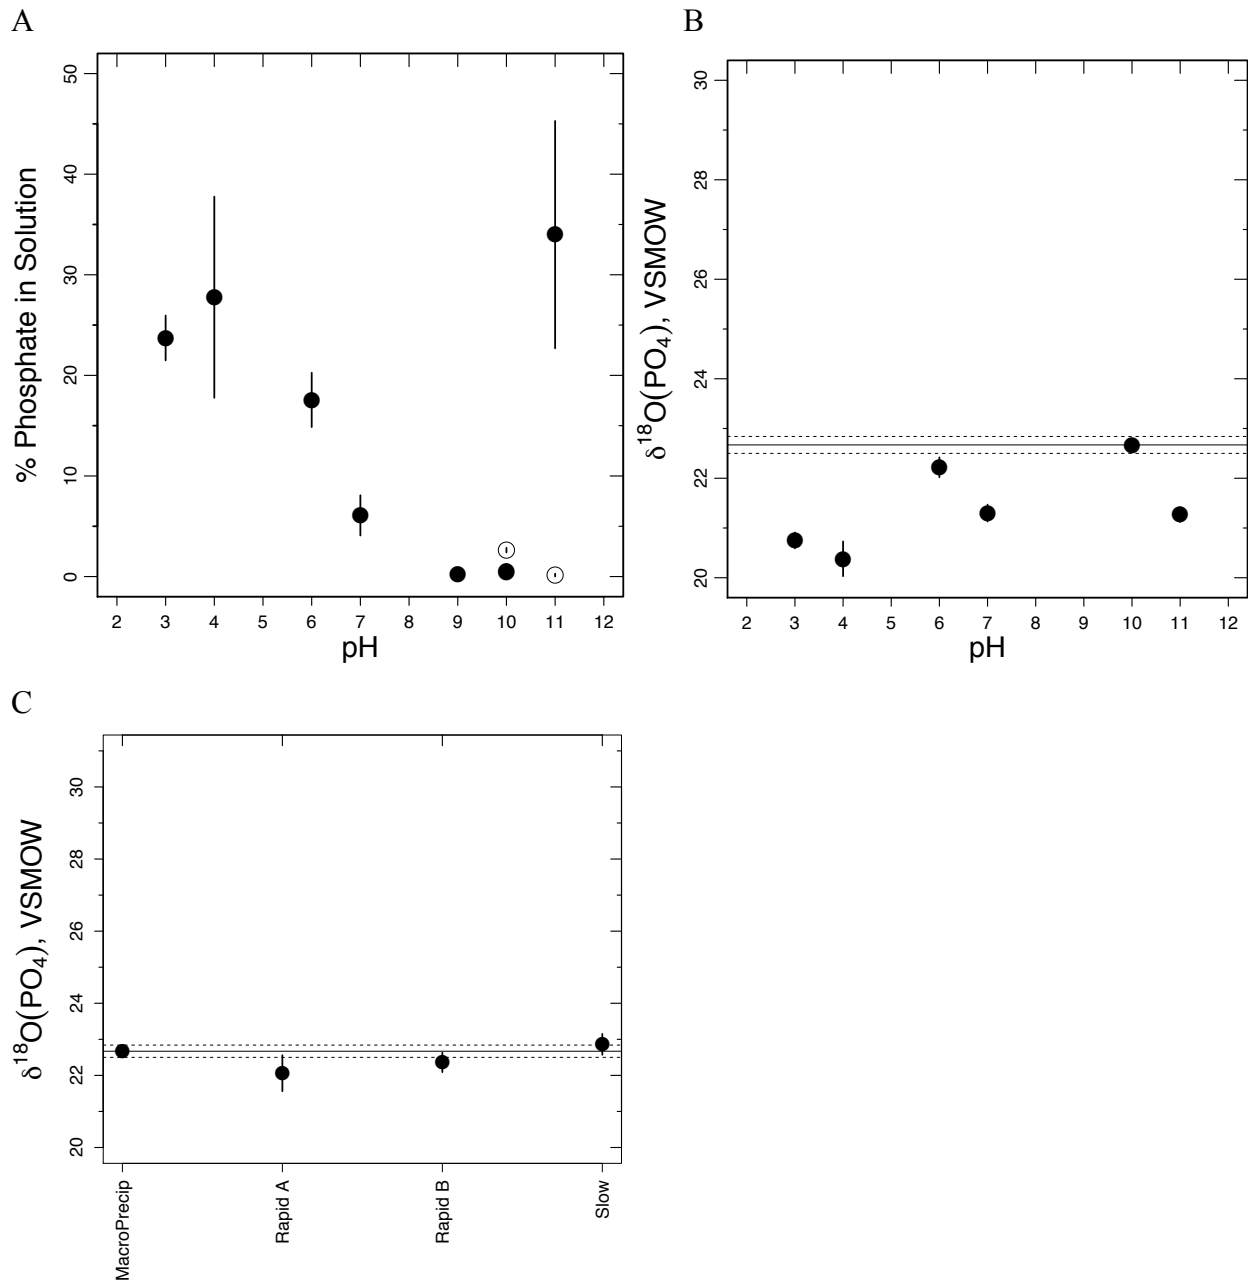 A
% Phosphate in Solution
50
40
30
20
10
0
2 3 4 5 6 7 8 9 10 11 12
pH
B
δ18O(PO4), VSMOW
30
28
26
24
22
20
2 3 4 5 6 7 8 9 10 11 12
pH
C
δ18O(PO4), VSMOW
30
28
26
24
22
20
MacroPrecip
Rapid A
Rapid B
Slow